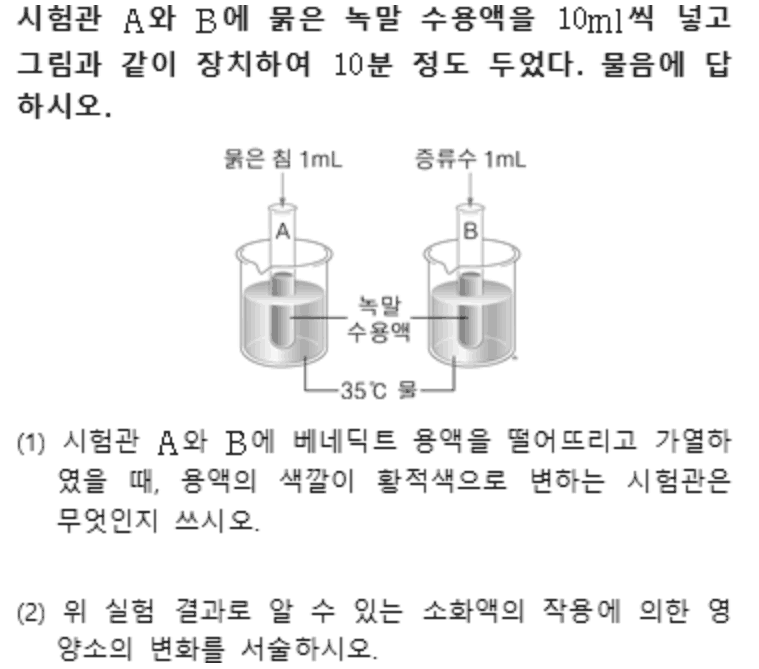 시험관 A와 B에 묽은 녹말 수용액을 10ml씩 넣고
그림과 같이 장치하여 10분 정도 두었다. 물음에 답
하시오.
묽은 침 1mL
증류수 1mL
A
B
녹말
수용액
35℃ 물
(1) 시험관 A와 B에 베네딕트 용액을 떨어뜨리고 가열하
였을 때, 용액의 색깔이 황적색으로 변하는 시험관은
무엇인지 쓰시오.
(2) 위 실험 결과로 알 수 있는 소화액의 작용에 의한 영
양소의 변화를 서술하시오.